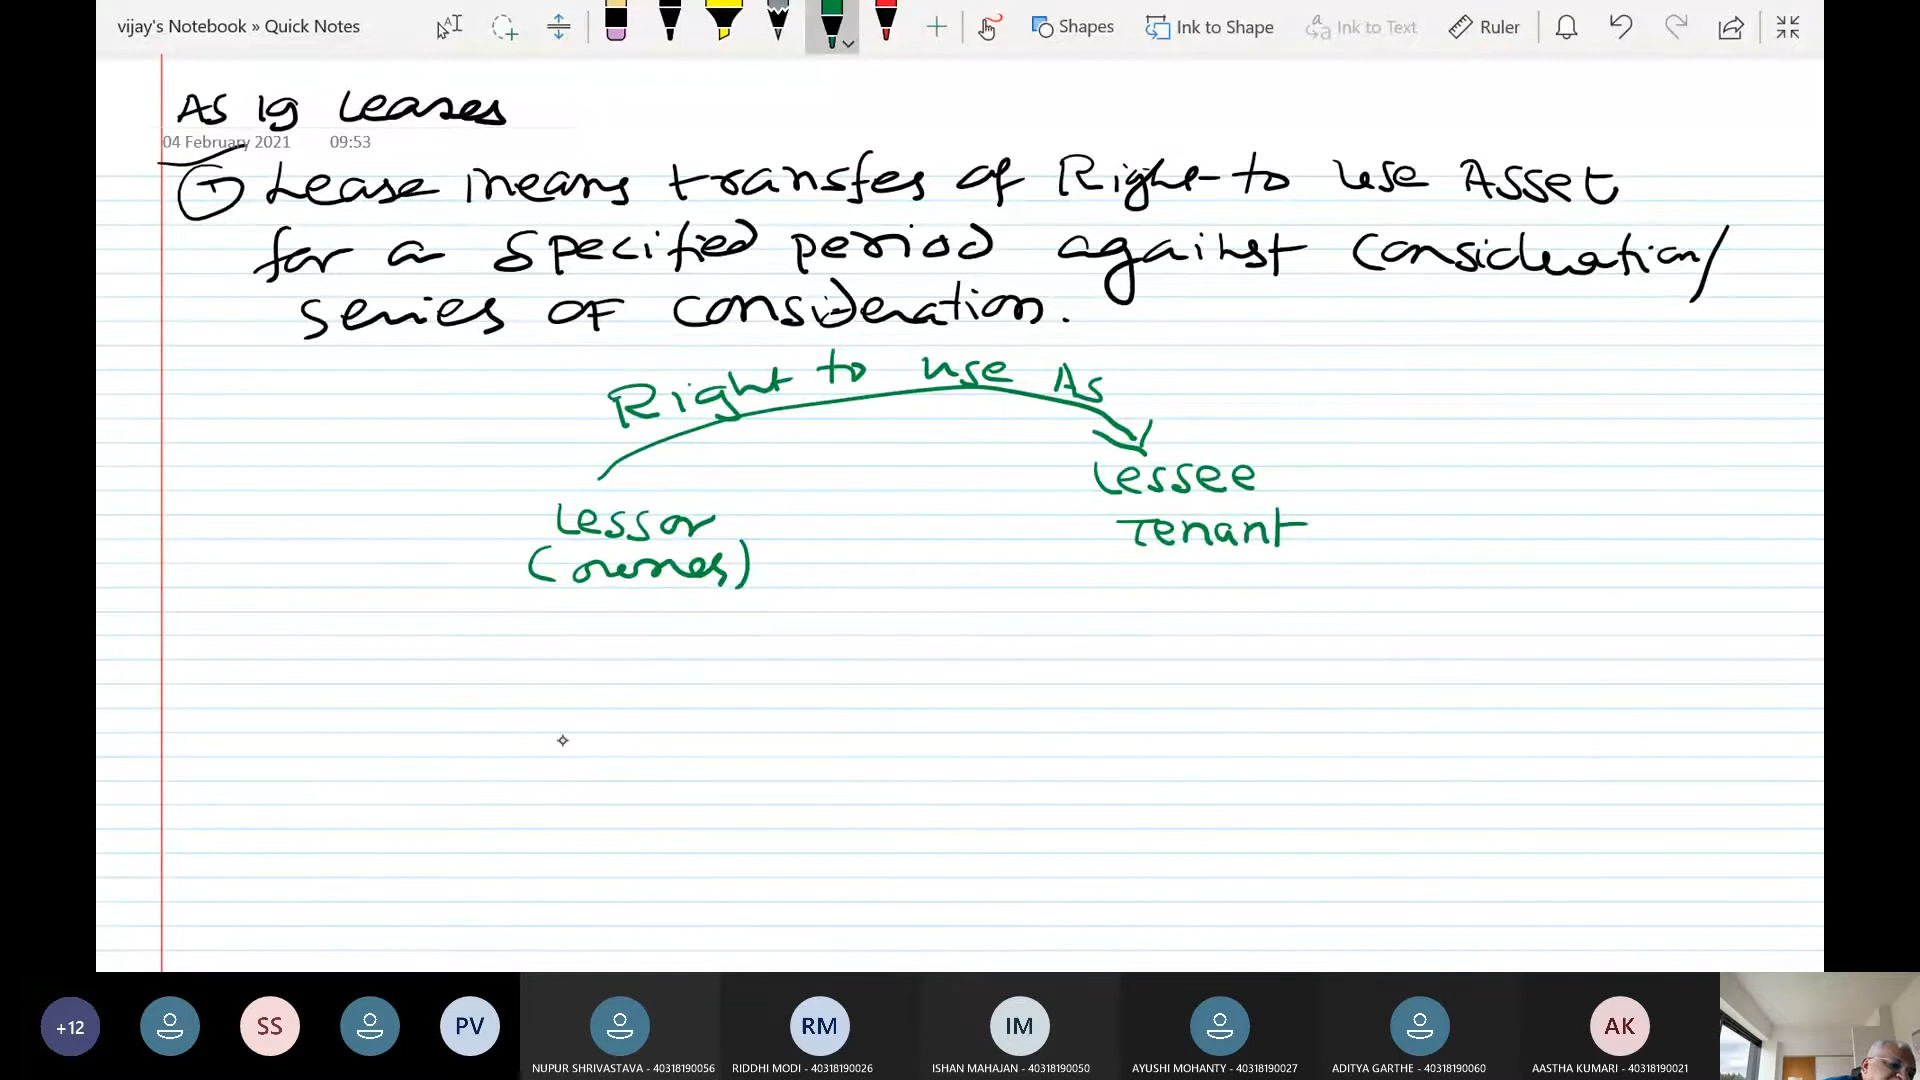 vijay's Notebook » Quick Notes
Shapes
Ink to Shape
Ink to Text
Ruler
As 19 Leases
04 February 2021 09:53
① Lease means transfer of Right to use Asset
for a specified period against consideration/
series of consideration.
Right to use As
Lessee
Tenant
Lessor
(owner)
+12
SS
PV
RM
IM
AK
NUPUR SHRIVASTAVA - 40318190056
RIDDHI MODI - 40318190026
ISHAN MAHAJAN - 40318190050
AYUSHI MOHANTY - 40318190027
ADITYA GARTHE - 40318190060
AASTHA KUMARI - 40318190021